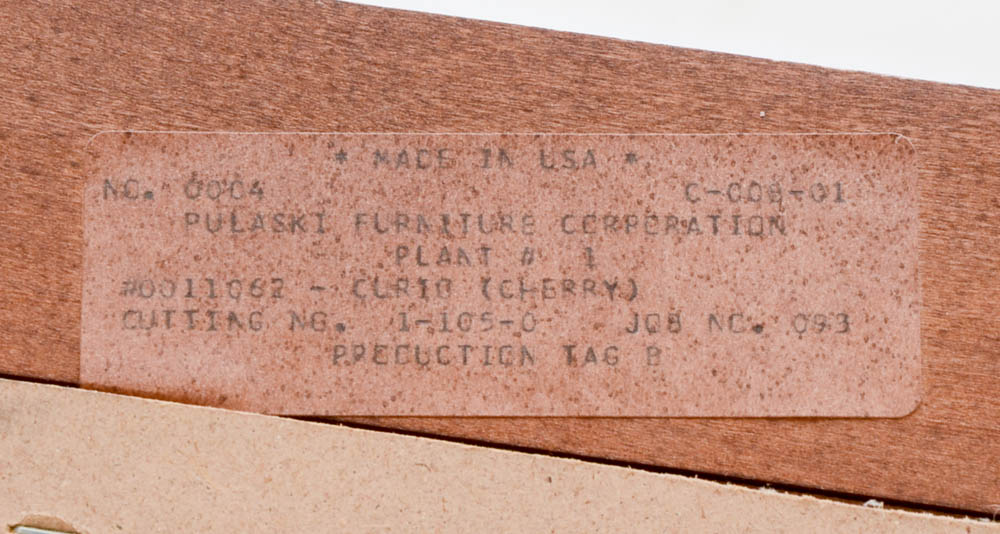 * MADE IN USA *
NO. 0004 C-008-01
PULASKI FURNITURE CORPORATION
PLANT # 1
#0011062 - CURIO (CHERRY)
CUTTING NO. 1-105-0 JOB NO. 093
PRODUCTION TAG B